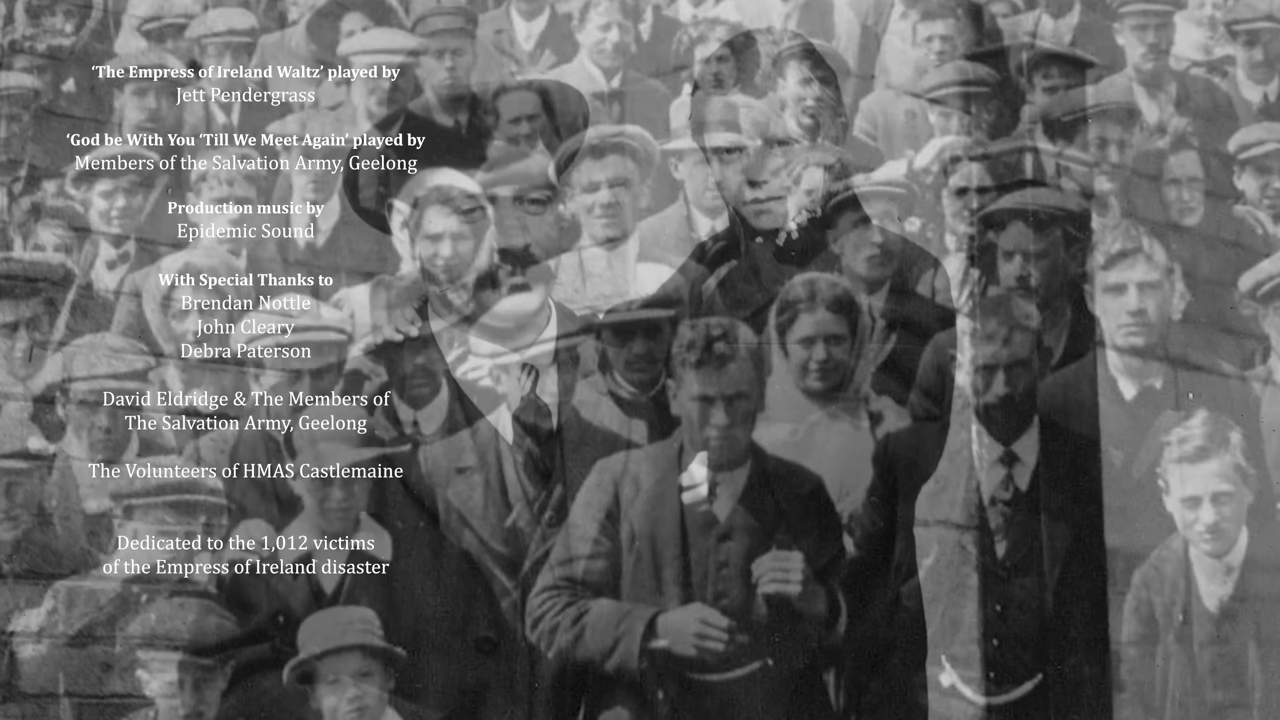 ‘The Empress of Ireland Waltz’ played by
Jett Pendergrass
‘God be With You ‘Till We Meet Again’ played by
Members of the Salvation Army, Geelong
Production music by
Epidemic Sound
With Special Thanks to
Brendan Nottle
John Cleary
Debra Paterson
David Eldridge & The Members of
The Salvation Army, Geelong
The Volunteers of HMAS Castlemaine
Dedicated to the 1,012 victims
of the Empress of Ireland disaster